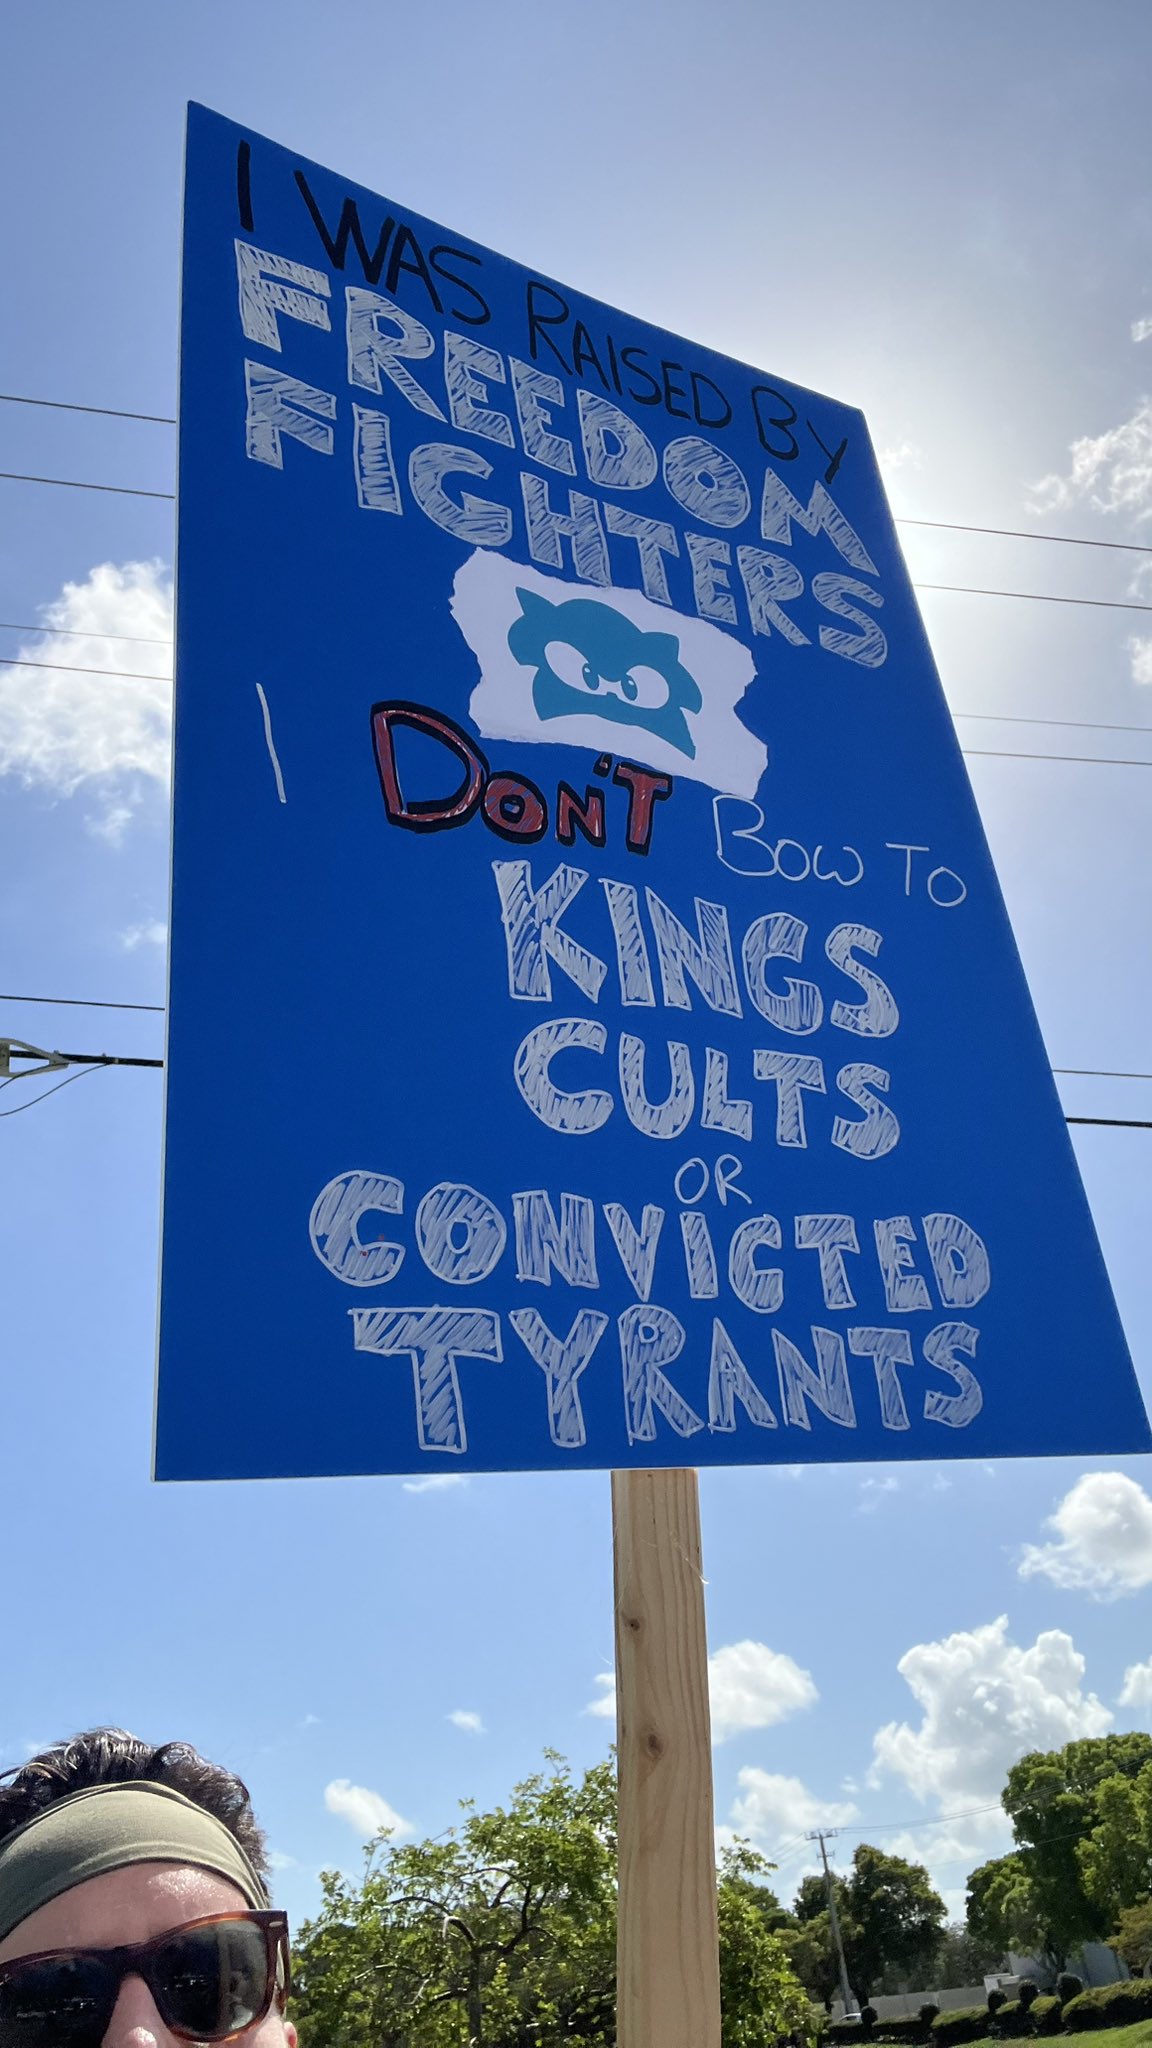 I WAS RAISED BY
FREEDOM
FIGHTERS
I DON'T BOW TO
KINGS
CULTS
OR
CONVICTED
TYRANTS